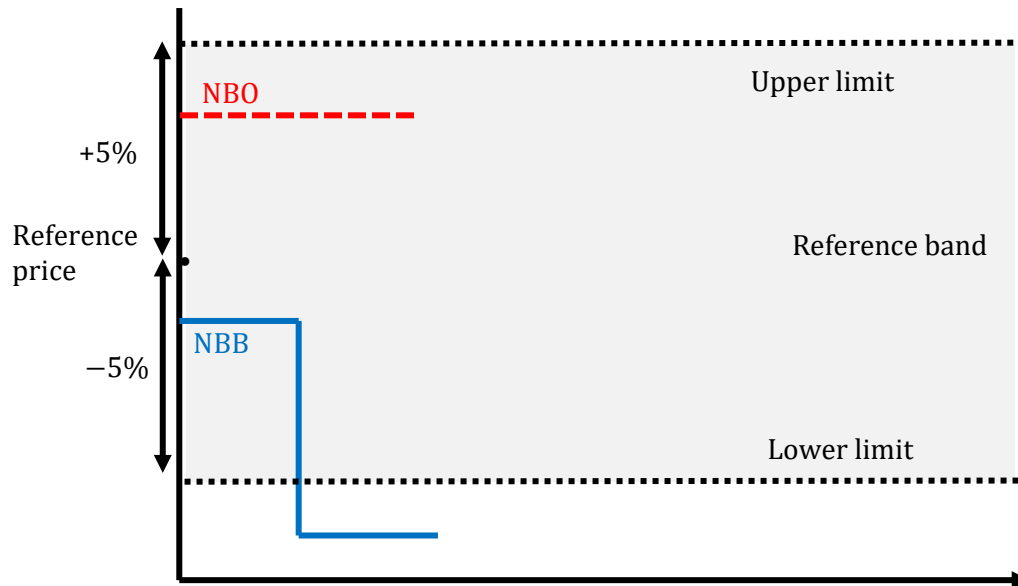 Upper limit
NBO
+5%
Reference
price
Reference band
NBB
−5%
Lower limit